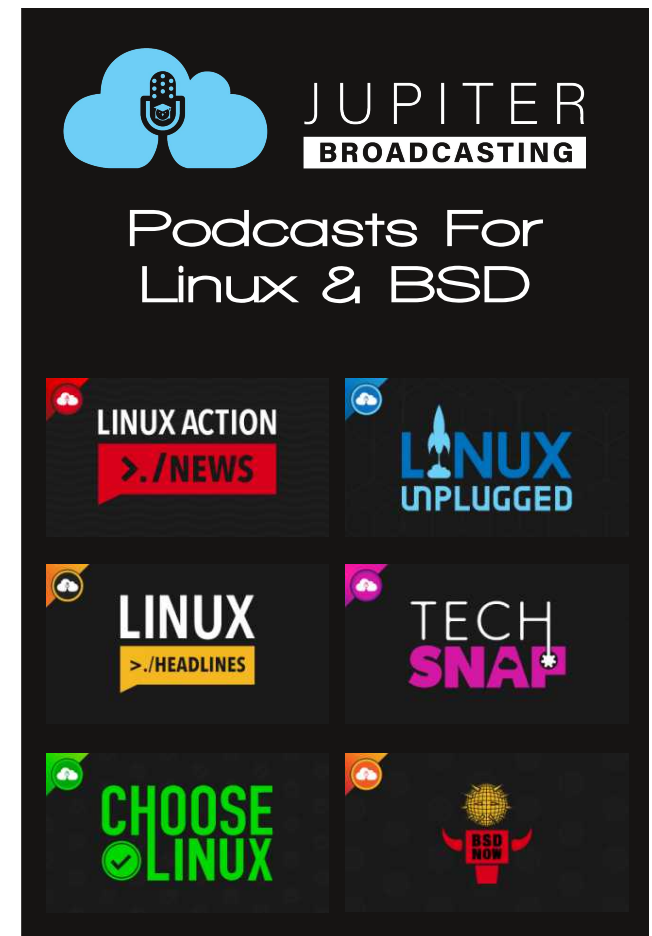 JUPITER
BROADCASTING
Podcasts For
Linux & BSD
LINUX ACTION
>./NEWS
LINUX
UNPLUGGED
LINUX
>./HEADLINES
TECH
SNAP
CHOOSE
LINUX
BSD
NOW